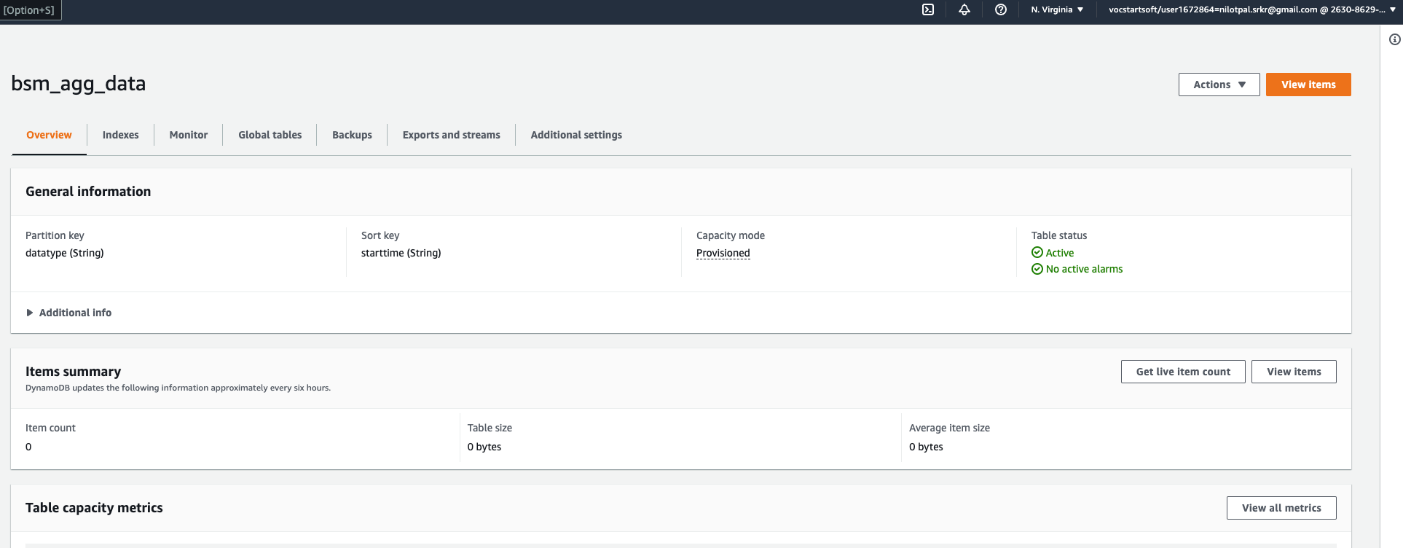 [Option+S]
N. Virginia ▼
vocstartsoft/user1672864=nilotpal.srkr@gmail.com @ 2630-8629-... ▼
bsm_agg_data
Actions ▼
View items
Overview
Indexes
Monitor
Global tables
Backups
Exports and streams
Additional settings
General information
Partition key
datatype (String)
Sort key
starttime (String)
Capacity mode
Provisioned
Table status
Active
No active alarms
Additional info
Items summary
DynamoDB updates the following information approximately every six hours.
Get live item count
View items
Item count
0
Table size
0 bytes
Average item size
0 bytes
Table capacity metrics
View all metrics